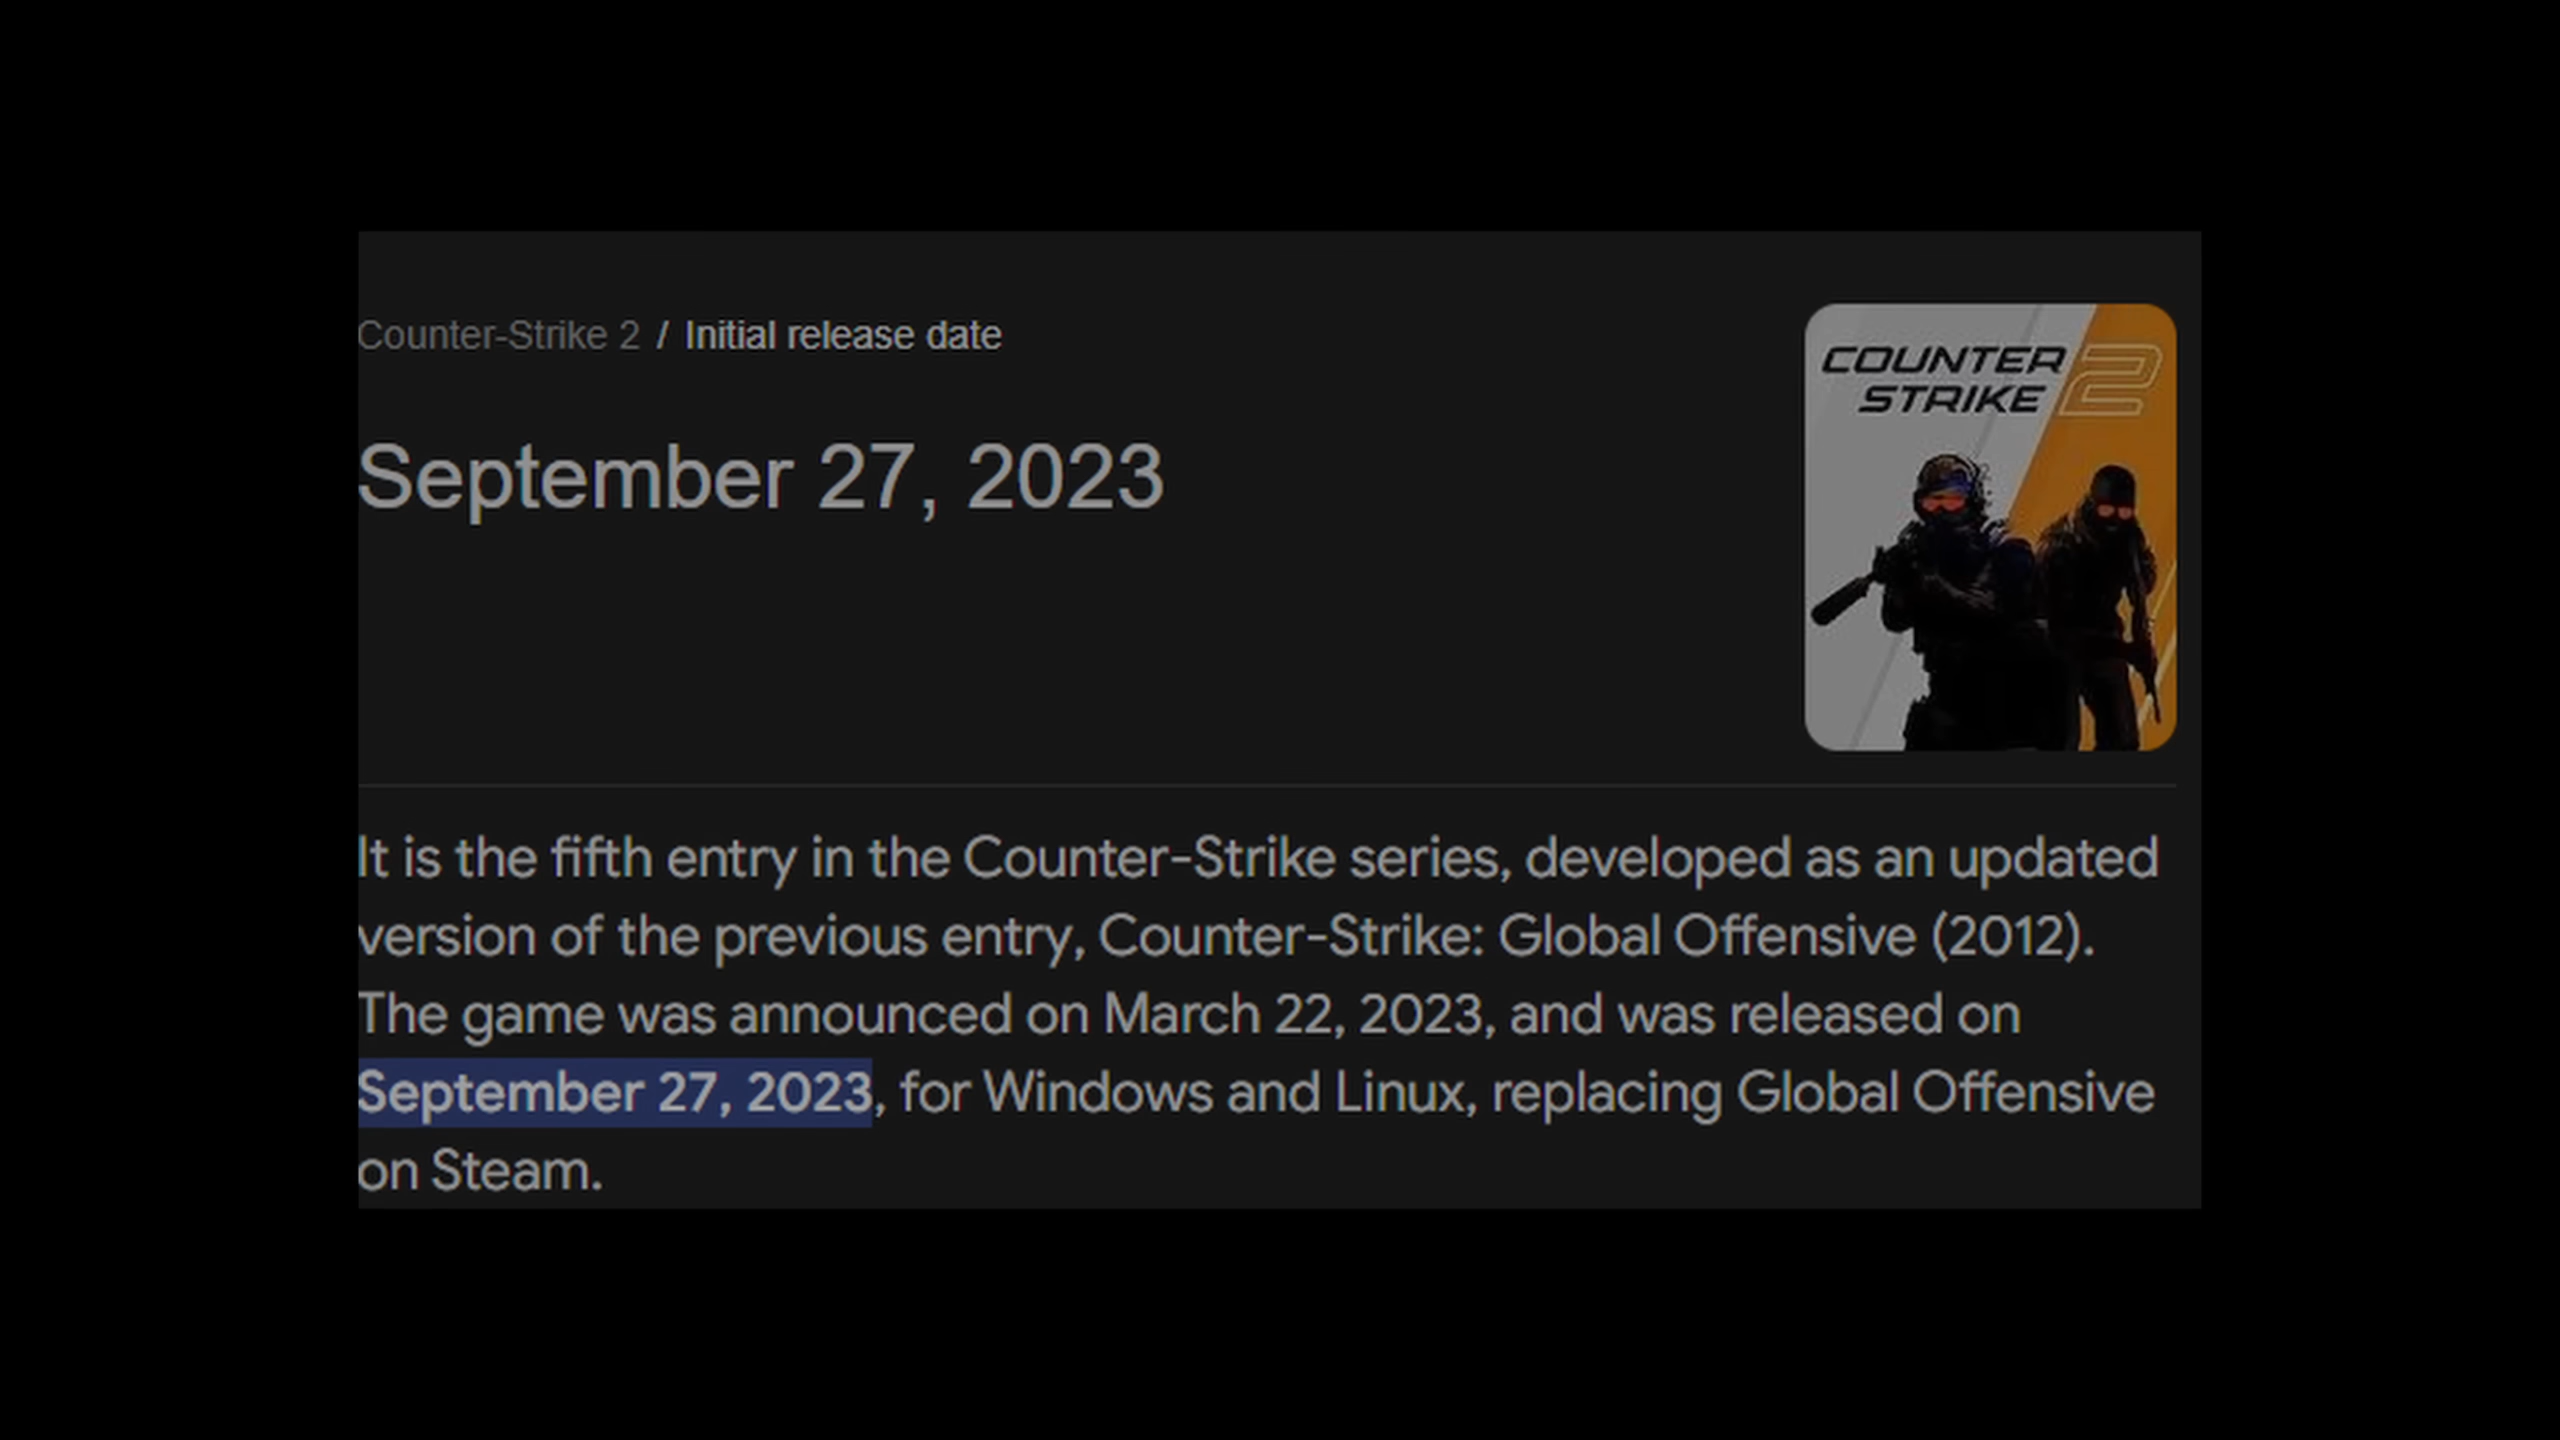 Counter-Strike 2 / Initial release date
September 27, 2023
COUNTER
STRIKE 2
It is the fifth entry in the Counter-Strike series, developed as an updated
version of the previous entry, Counter-Strike: Global Offensive (2012).
The game was announced on March 22, 2023, and was released on
September 27, 2023, for Windows and Linux, replacing Global Offensive
on Steam.